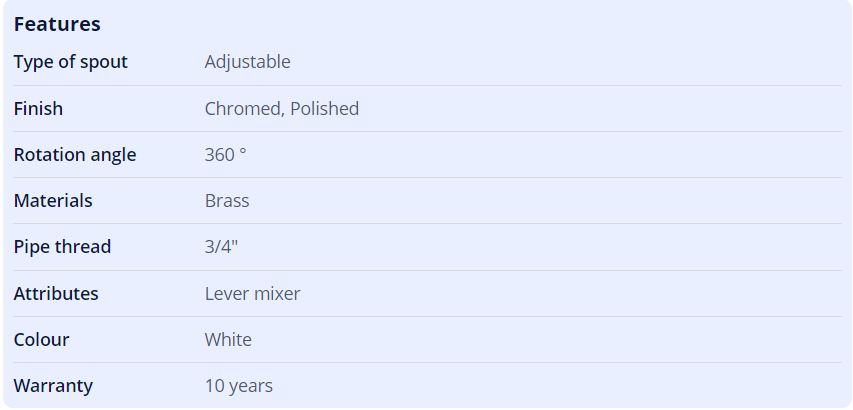 Features
Type of spout Adjustable
Finish Chromed, Polished
Rotation angle 360 °
Materials Brass
Pipe thread 3/4"
Attributes Lever mixer
Colour White
Warranty 10 years